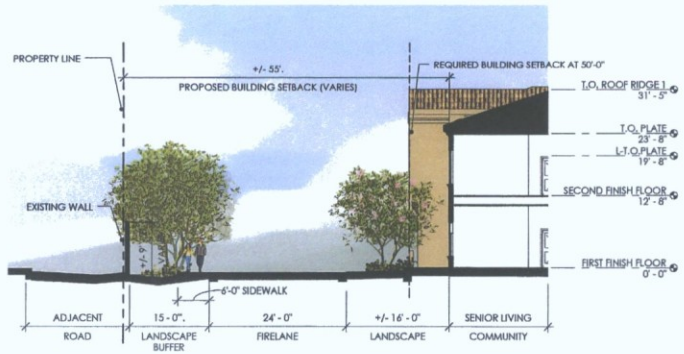 PROPERTY LINE
+/- 55'.
PROPOSED BUILDING SETBACK (VARIES)
REQUIRED BUILDING SETBACK AT 50'-0"
T.O. ROOF RIDGE 1
31' - 5"
T.O. PLATE
23' - 8"
L-T.O.PLATE
19' - 8"
EXISTING WALL
SECOND FINISH FLOOR
12' - 8"
+/- 9'
VARI
FIRST FINISH FLOOR
0' - 0"
6'-0" SIDEWALK
ADJACENT
ROAD
15 - 0".
LANDSCAPE
BUFFER
24' - 0"
FIRELANE
+/- 16' - 0"
LANDSCAPE
SENIOR LIVING
COMMUNITY